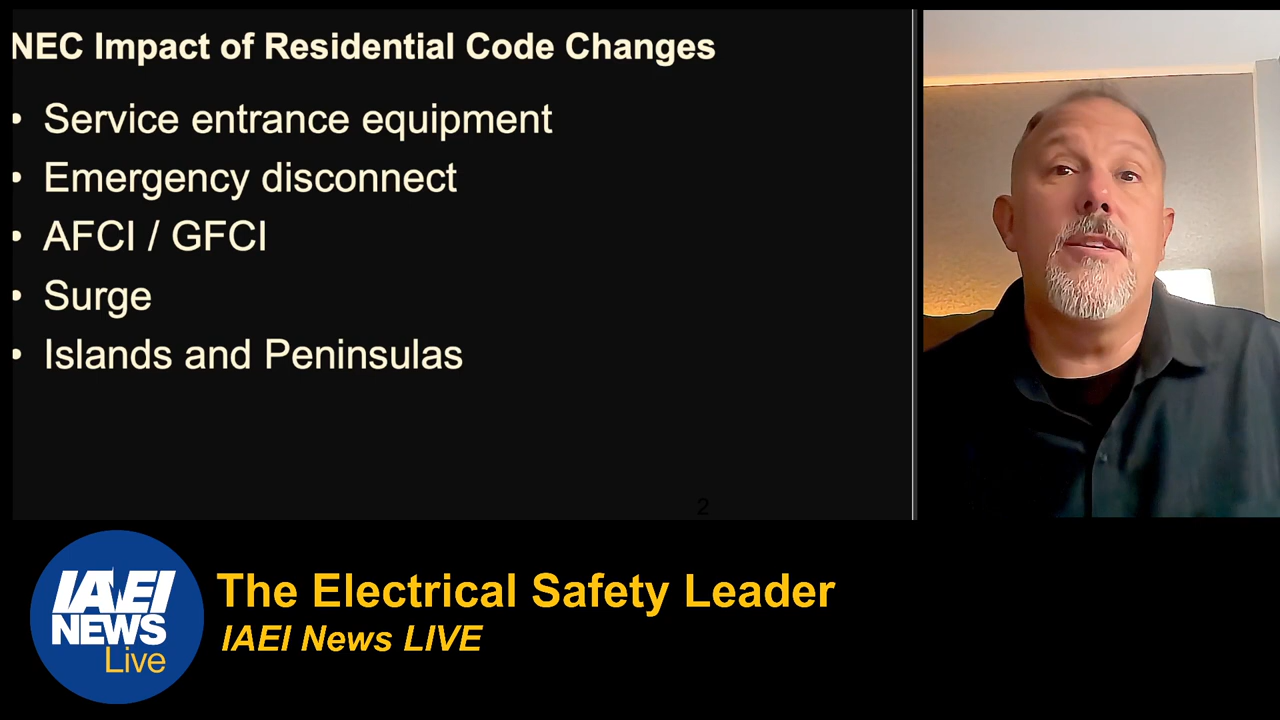 NEC Impact of Residential Code Changes
• Service entrance equipment
• Emergency disconnect
• AFCI / GFCI
• Surge
• Islands and Peninsulas
2
IAEI
NEWS
Live
The Electrical Safety Leader
IAEI News LIVE